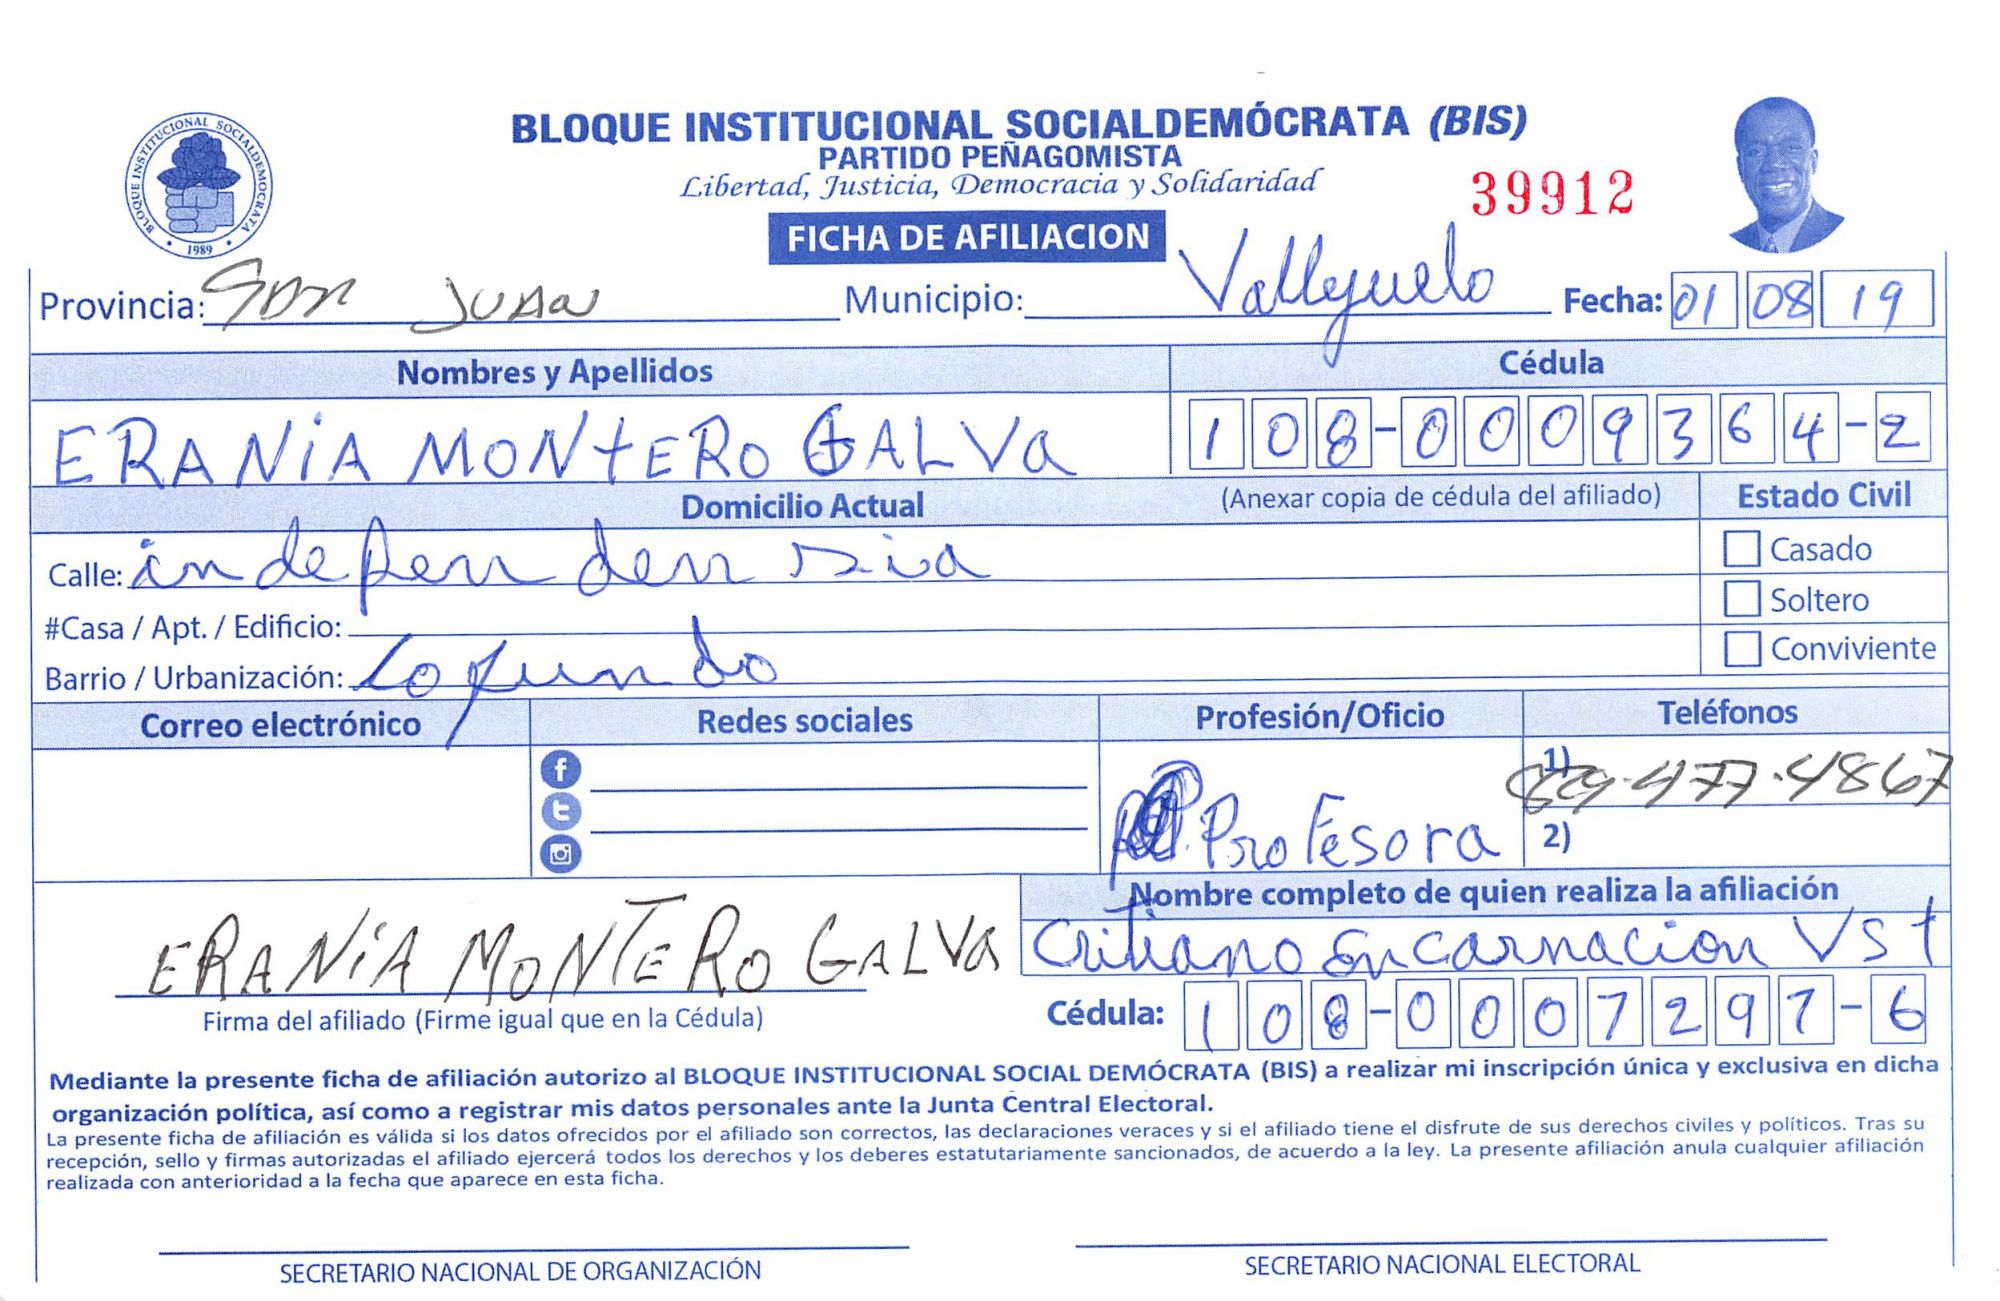 BLOQUE INSTITUCIONAL SOCIALDEMÓCRATA
1989
BLOQUE INSTITUCIONAL SOCIALDEMÓCRATA (BIS)
PARTIDO PEÑAGOMISTA
Libertad, Justicia, Democracia y Solidaridad
39912
FICHA DE AFILIACION
Provincia: San Juan Municipio: Valleyuelo Fecha: 01 08 19
Nombres y Apellidos Cédula
ERANIA MONTERO GALVA 108-0009364-2
Domicilio Actual (Anexar copia de cédula del afiliado) Estado Civil
Calle: independensia Casado
#Casa / Apt. / Edificio: Soltero
Barrio / Urbanización: Conviviente
Correo electrónico Redes sociales Profesión/Oficio Teléfonos
1) 829-477-4867
Profesora 2)
Nombre completo de quien realiza la afiliación
ERANIA MONTERO GALVA Critiano Encarnacion
Firma del afiliado (Firme igual que en la Cédula) Cédula: 108-0007297-6
Mediante la presente ficha de afiliación autorizo al BLOQUE INSTITUCIONAL SOCIAL DEMÓCRATA (BIS) a realizar mi inscripción única y exclusiva en dicha
organización política, así como a registrar mis datos personales ante la Junta Central Electoral.
La presente ficha de afiliación es válida si los datos ofrecidos por el afiliado son correctos, las declaraciones veraces y si el afiliado tiene el disfrute de sus derechos civiles y políticos. Tras su
recepción, sello y firmas autorizadas el afiliado ejercerá todos los derechos y los deberes estatutariamente sancionados, de acuerdo a la ley. La presente afiliación anula cualquier afiliación
realizada con anterioridad a la fecha que aparece en esta ficha.
SECRETARIO NACIONAL DE ORGANIZACIÓN SECRETARIO NACIONAL ELECTORAL